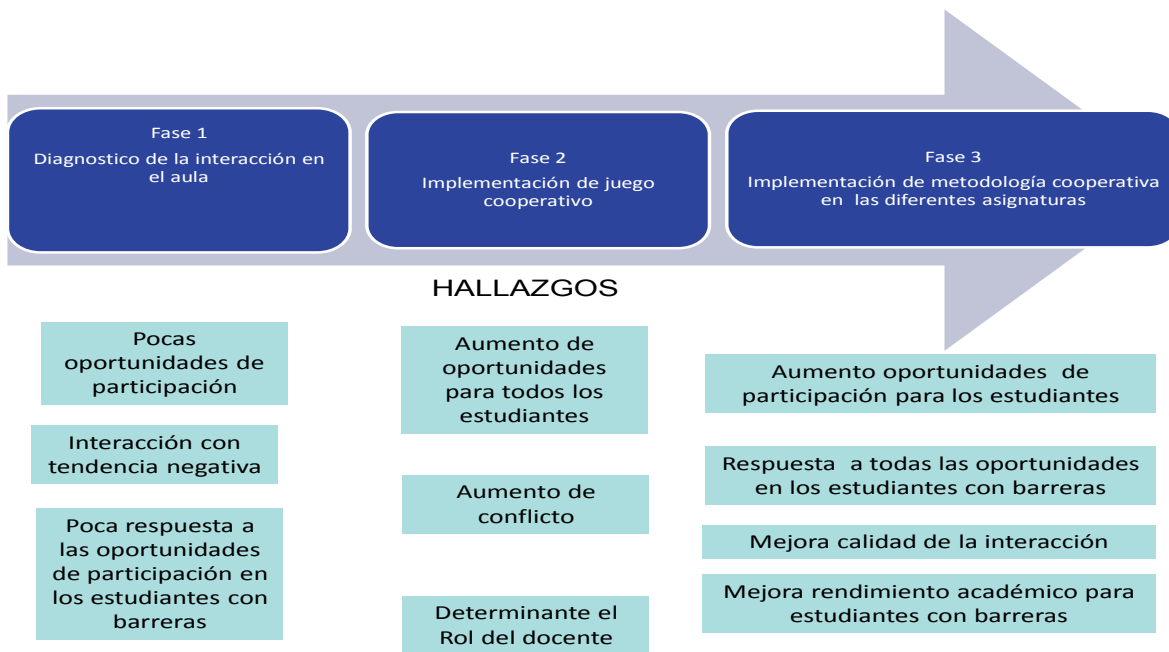 Fase 1
Diagnostico de la interacción en
el aula
Fase 2
Implementación de juego
cooperativo
Fase 3
Implementación de metodología cooperativa
en las diferentes asignaturas
HALLAZGOS
Pocas
oportunidades de
participación
Interacción con
tendencia negativa
Poca respuesta a
las oportunidades
de participación en
los estudiantes con
barreras
Aumento de
oportunidades
para todos los
estudiantes
Aumento de
conflicto
Determinante el
Rol del docente
Aumento oportunidades de
participación para los estudiantes
Respuesta a todas las oportunidades
en los estudiantes con barreras
Mejora calidad de la interacción
Mejora rendimiento académico para
estudiantes con barreras